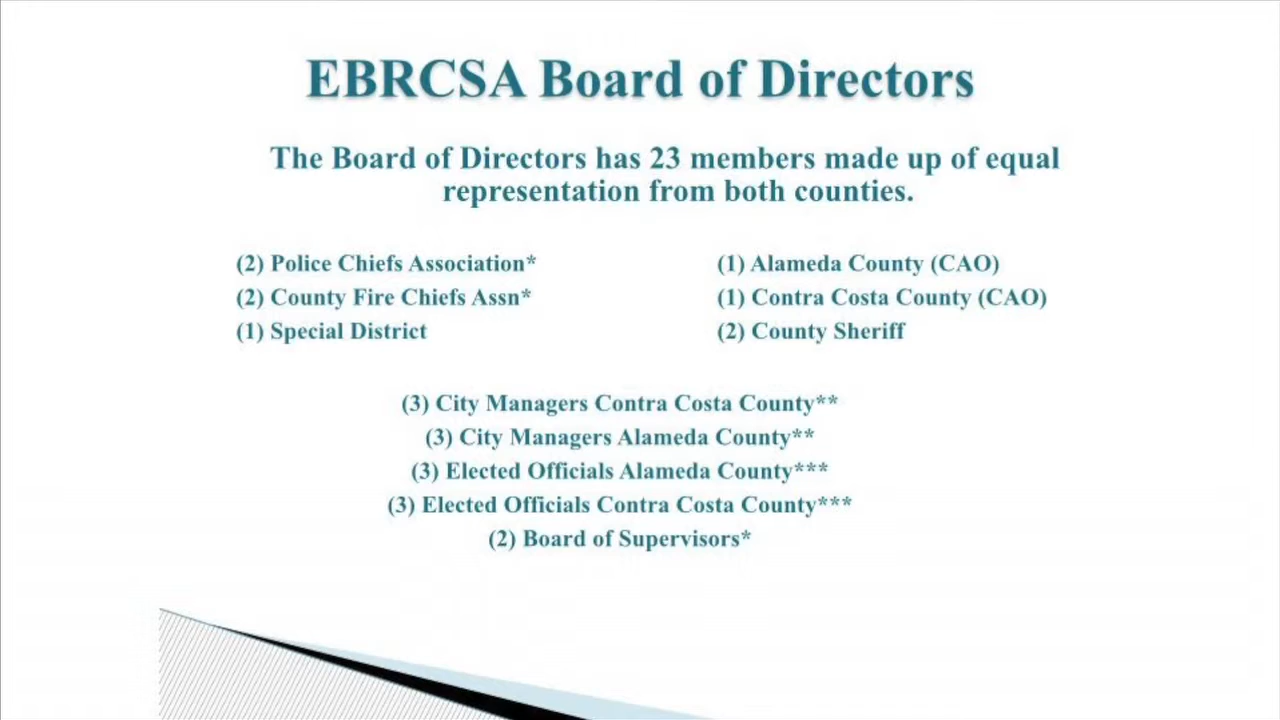 EBRCSA Board of Directors
The Board of Directors has 23 members made up of equal
representation from both counties.
(2) Police Chiefs Association*
(2) County Fire Chiefs Assn*
(1) Special District
(1) Alameda County (CAO)
(1) Contra Costa County (CAO)
(2) County Sheriff
(3) City Managers Contra Costa County**
(3) City Managers Alameda County**
(3) Elected Officials Alameda County***
(3) Elected Officials Contra Costa County***
(2) Board of Supervisors*